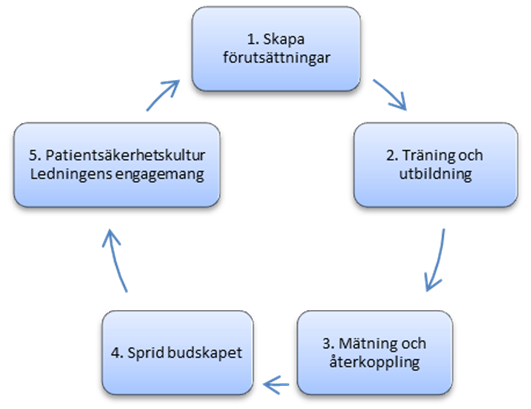 1. Skapa
förutsättningar
2. Träning och
utbildning
3. Mätning och
återkoppling
4. Sprid budskapet
5. Patientsäkerhetskultur
Ledningens engagemang